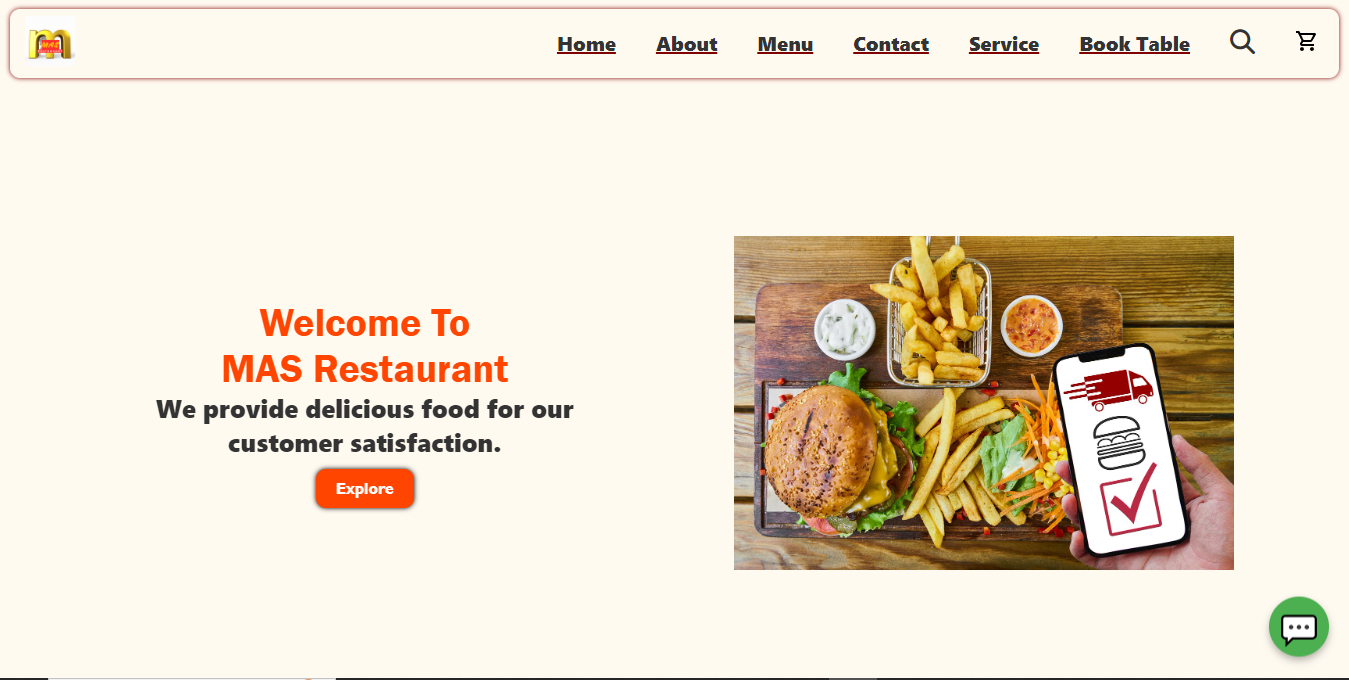 MAS
Home About Menu Contact Service Book Table
Welcome To
MAS Restaurant
We provide delicious food for our
customer satisfaction.
Explore